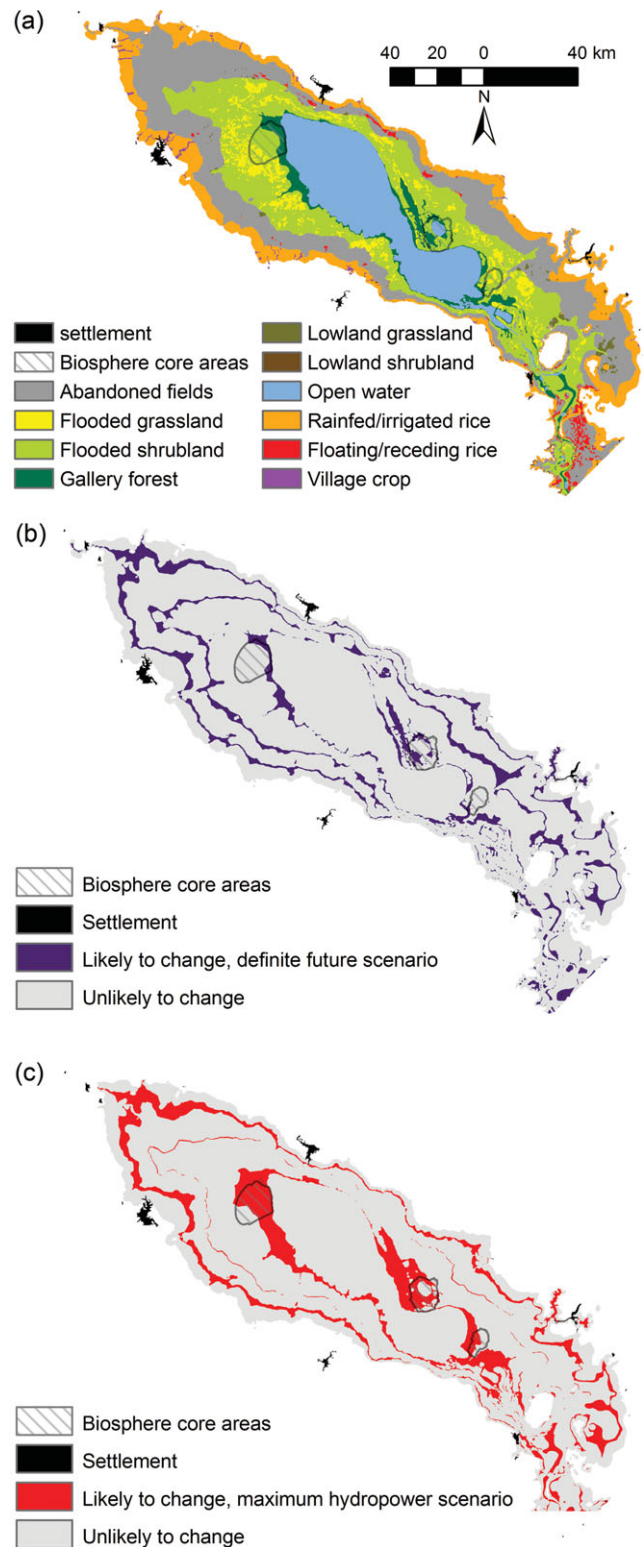 (a)
40 20 0 40 km
N
settlement
Biosphere core areas
Abandoned fields
Flooded grassland
Flooded shrubland
Gallery forest
Lowland grassland
Lowland shrubland
Open water
Rainfed/irrigated rice
Floating/receding rice
Village crop
(b)
Biosphere core areas
Settlement
Likely to change, definite future scenario
Unlikely to change
(c)
Biosphere core areas
Settlement
Likely to change, maximum hydropower scenario
Unlikely to change